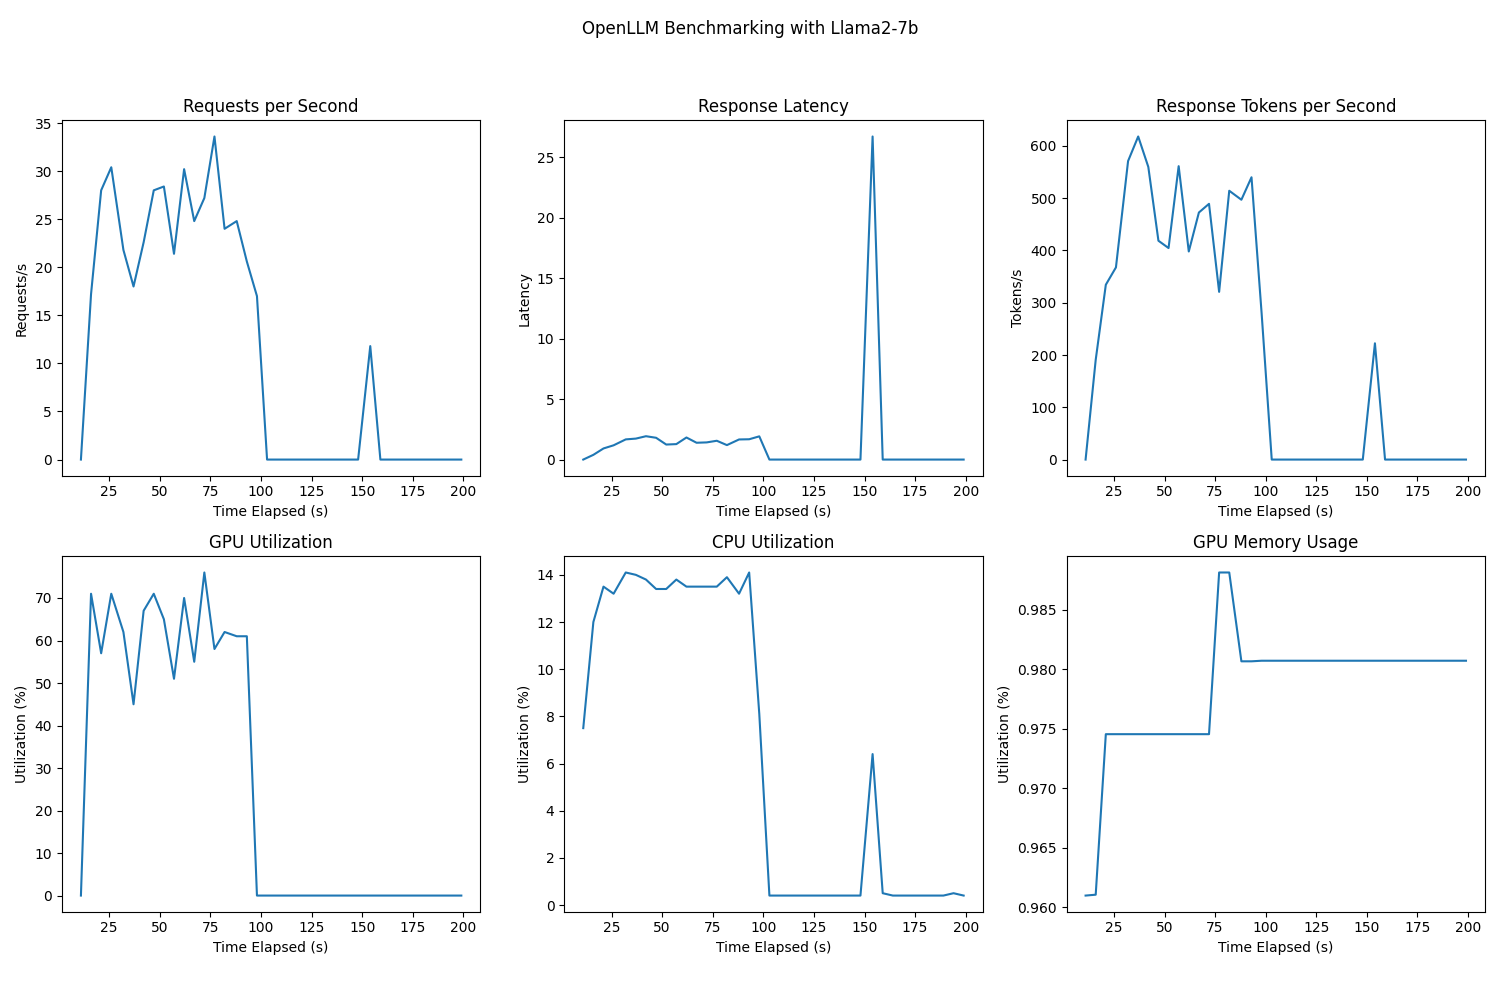 OpenLLM Benchmarking with Llama2-7b
Requests per Second
35
30
25
20
15
10
5
0
Requests/s
25 50 75 100 125 150 175 200
Time Elapsed (s)
Response Latency
25
20
15
10
5
0
Latency
25 50 75 100 125 150 175 200
Time Elapsed (s)
Response Tokens per Second
600
500
400
300
200
100
0
Tokens/s
25 50 75 100 125 150 175 200
Time Elapsed (s)
GPU Utilization
70
60
50
40
30
20
10
0
Utilization (%)
25 50 75 100 125 150 175 200
Time Elapsed (s)
CPU Utilization
14
12
10
8
6
4
2
0
Utilization (%)
25 50 75 100 125 150 175 200
Time Elapsed (s)
GPU Memory Usage
0.985
0.980
0.975
0.970
0.965
0.960
Utilization (%)
25 50 75 100 125 150 175 200
Time Elapsed (s)